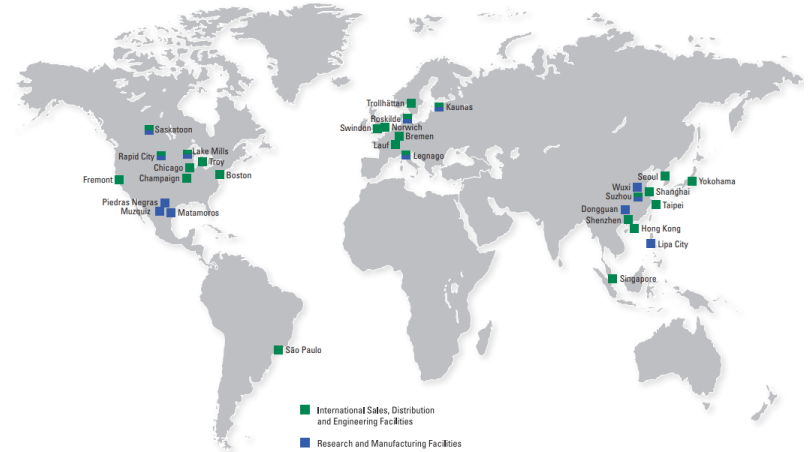 Trollhättan
Kaunas
Roskilde
Swindon
Norwich
Bremen
Lauf
Legnago
Saskatoon
Lake Mills
Rapid City
Troy
Chicago
Champaign
Boston
Fremont
Piedras Negras
Muzquiz
Matamoros
Seoul
Yokohama
Wuxi
Shanghai
Suzhou
Taipei
Dongguan
Shenzhen
Hong Kong
Lipa City
Singapore
São Paulo
International Sales, Distribution
and Engineering Facilities
Research and Manufacturing Facilities